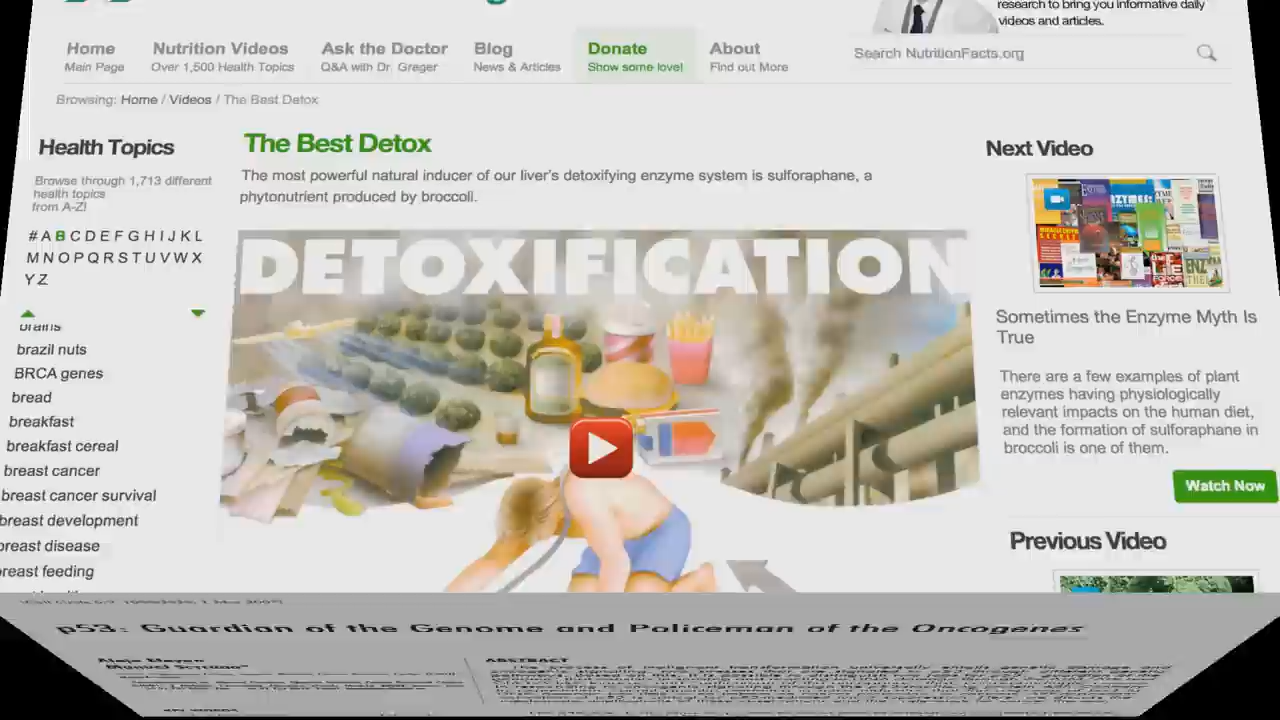 research to bring you informative daily
videos and articles.
Home Nutrition Videos Ask the Doctor Blog Donate About
Main Page Over 1,500 Health Topics Q&A with Dr. Greger News & Articles Show some love! Find out More
Search NutritionFacts.org
Browsing: Home / Videos / The Best Detox
Health Topics
Browse through 1,713 different
health topics
from A-Z!
# A B C D E F G H I J K L
M N O P Q R S T U V W X
Y Z
brains
brazil nuts
BRCA genes
bread
breakfast
breakfast cereal
breast cancer
breast cancer survival
breast development
breast disease
breast feeding
The Best Detox
The most powerful natural inducer of our liver's detoxifying enzyme system is sulforaphane, a
phytonutrient produced by broccoli.
DETOXIFICATION
Next Video
Sometimes the Enzyme Myth Is
True
There are a few examples of plant
enzymes having physiologically
relevant impacts on the human diet,
and the formation of sulforaphane in
broccoli is one of them.
Watch Now
Previous Video
p53: Guardian of the Genome and Policeman of the Oncogenes
ABSTRACT